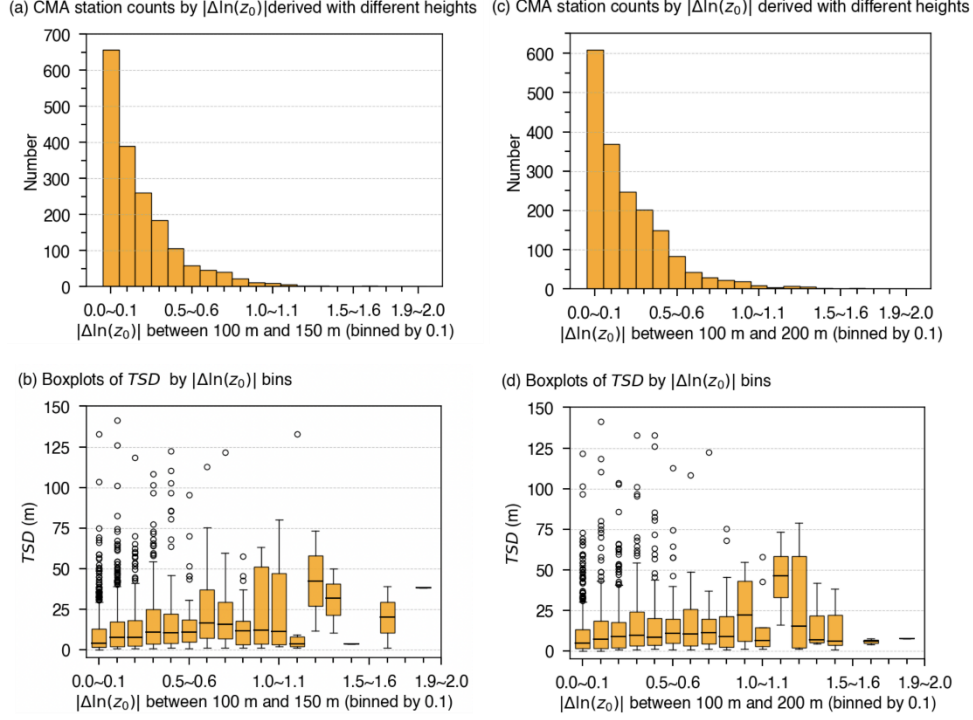 (a) CMA station counts by |Δln(z₀)|derived with different heights
700
600
500
400
300
200
100
0
Number
0.0~0.1 0.5~0.6 1.0~1.1 1.5~1.6 1.9~2.0
|Δln(z₀)| between 100 m and 150 m (binned by 0.1)
(c) CMA station counts by |Δln(z₀)| derived with different heights
600
500
400
300
200
100
0
Number
0.0~0.1 0.5~0.6 1.0~1.1 1.5~1.6 1.9~2.0
|Δln(z₀)| between 100 m and 200 m (binned by 0.1)
(b) Boxplots of TSD by |Δln(z₀)| bins
150
125
100
75
50
25
0
TSD (m)
0.0~0.1 0.5~0.6 1.0~1.1 1.5~1.6 1.9~2.0
|Δln(z₀)| between 100 m and 150 m (binned by 0.1)
(d) Boxplots of TSD by |Δln(z₀)| bins
150
125
100
75
50
25
0
TSD (m)
0.0~0.1 0.5~0.6 1.0~1.1 1.5~1.6 1.9~2.0
|Δln(z₀)| between 100 m and 200 m (binned by 0.1)